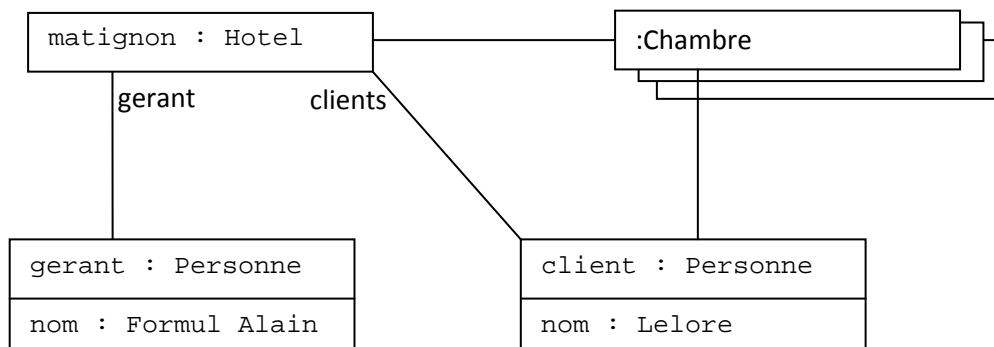 matignon : Hotel
:Chambre
gerant
clients
gerant : Personne
nom : Formul Alain
client : Personne
nom : Lelore